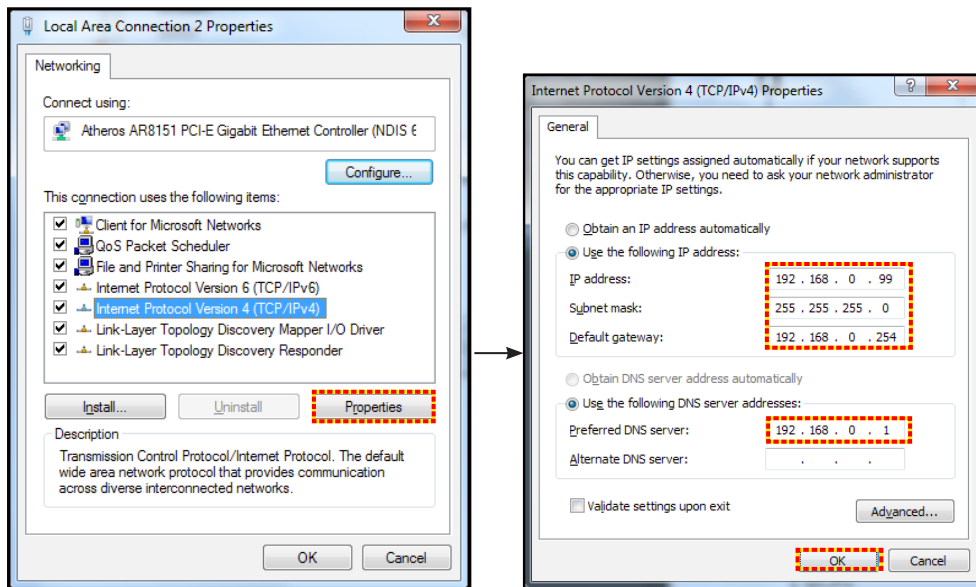 Local Area Connection 2 Properties
Networking
Connect using:
Atheros AR8151 PCI-E Gigabit Ethernet Controller (NDIS 6
Configure...
This connection uses the following items:
Client for Microsoft Networks
QoS Packet Scheduler
File and Printer Sharing for Microsoft Networks
Internet Protocol Version 6 (TCP/IPv6)
Internet Protocol Version 4 (TCP/IPv4)
Link-Layer Topology Discovery Mapper I/O Driver
Link-Layer Topology Discovery Responder
Install...
Uninstall
Properties
Description
Transmission Control Protocol/Internet Protocol. The default
wide area network protocol that provides communication
across diverse interconnected networks.
OK
Cancel
Internet Protocol Version 4 (TCP/IPv4) Properties
General
You can get IP settings assigned automatically if your network supports
this capability. Otherwise, you need to ask your network administrator
for the appropriate IP settings.
Obtain an IP address automatically
Use the following IP address:
IP address: 192 . 168 . 0 . 99
Subnet mask: 255 . 255 . 255 . 0
Default gateway: 192 . 168 . 0 . 254
Obtain DNS server address automatically
Use the following DNS server addresses:
Preferred DNS server: 192 . 168 . 0 . 1
Alternate DNS server: . . .
Validate settings upon exit
Advanced...
OK
Cancel